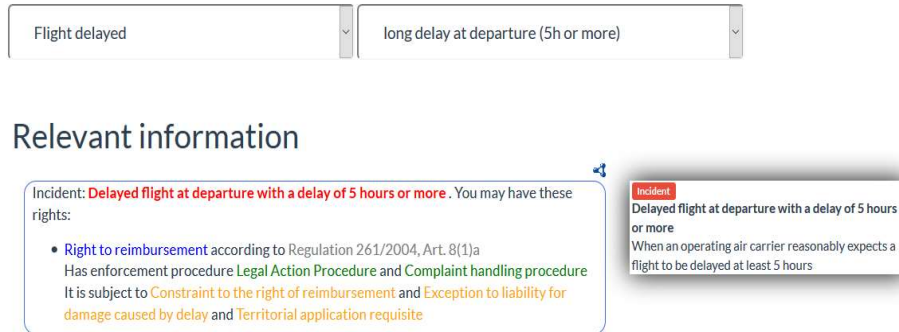 Flight delayed
long delay at departure (5h or more)
Relevant information
Incident: Delayed flight at departure with a delay of 5 hours or more . You may have these
rights:
• Right to reimbursement according to Regulation 261/2004, Art. 8(1)a
Has enforcement procedure Legal Action Procedure and Complaint handling procedure
It is subject to Constraint to the right of reimbursement and Exception to liability for
damage caused by delay and Territorial application requisite
Incident
Delayed flight at departure with a delay of 5 hours
or more
When an operating air carrier reasonably expects a
flight to be delayed at least 5 hours